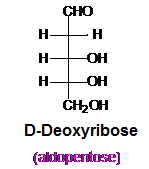 CHO
H H
H OH
H OH
CH2OH
D-Deoxyribose
(aldopentose)